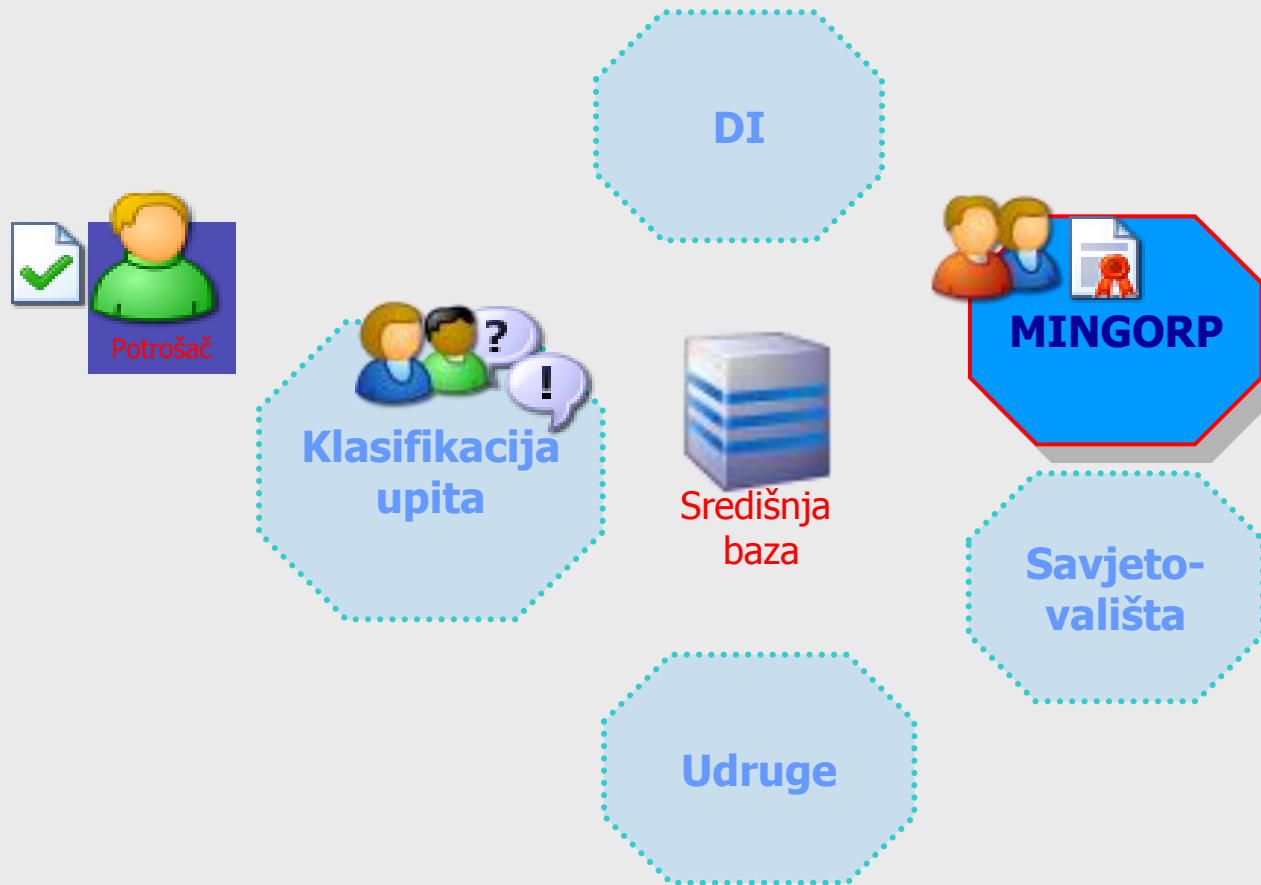 DI
Potrošač
?
!
MINGORP
Klasifikacija
upita
Središnja
baza
Savjeto-
vališta
Udruge